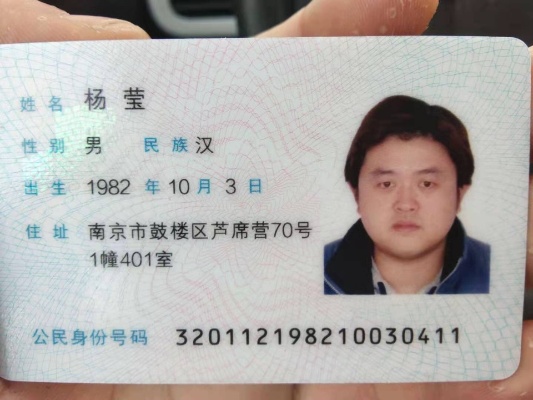 姓名 杨莹
性别 男 民族 汉
出生 1982 年 10 月 3 日
住址 南京市鼓楼区芦席营70号
1幢401室
公民身份号码 320112198210030411